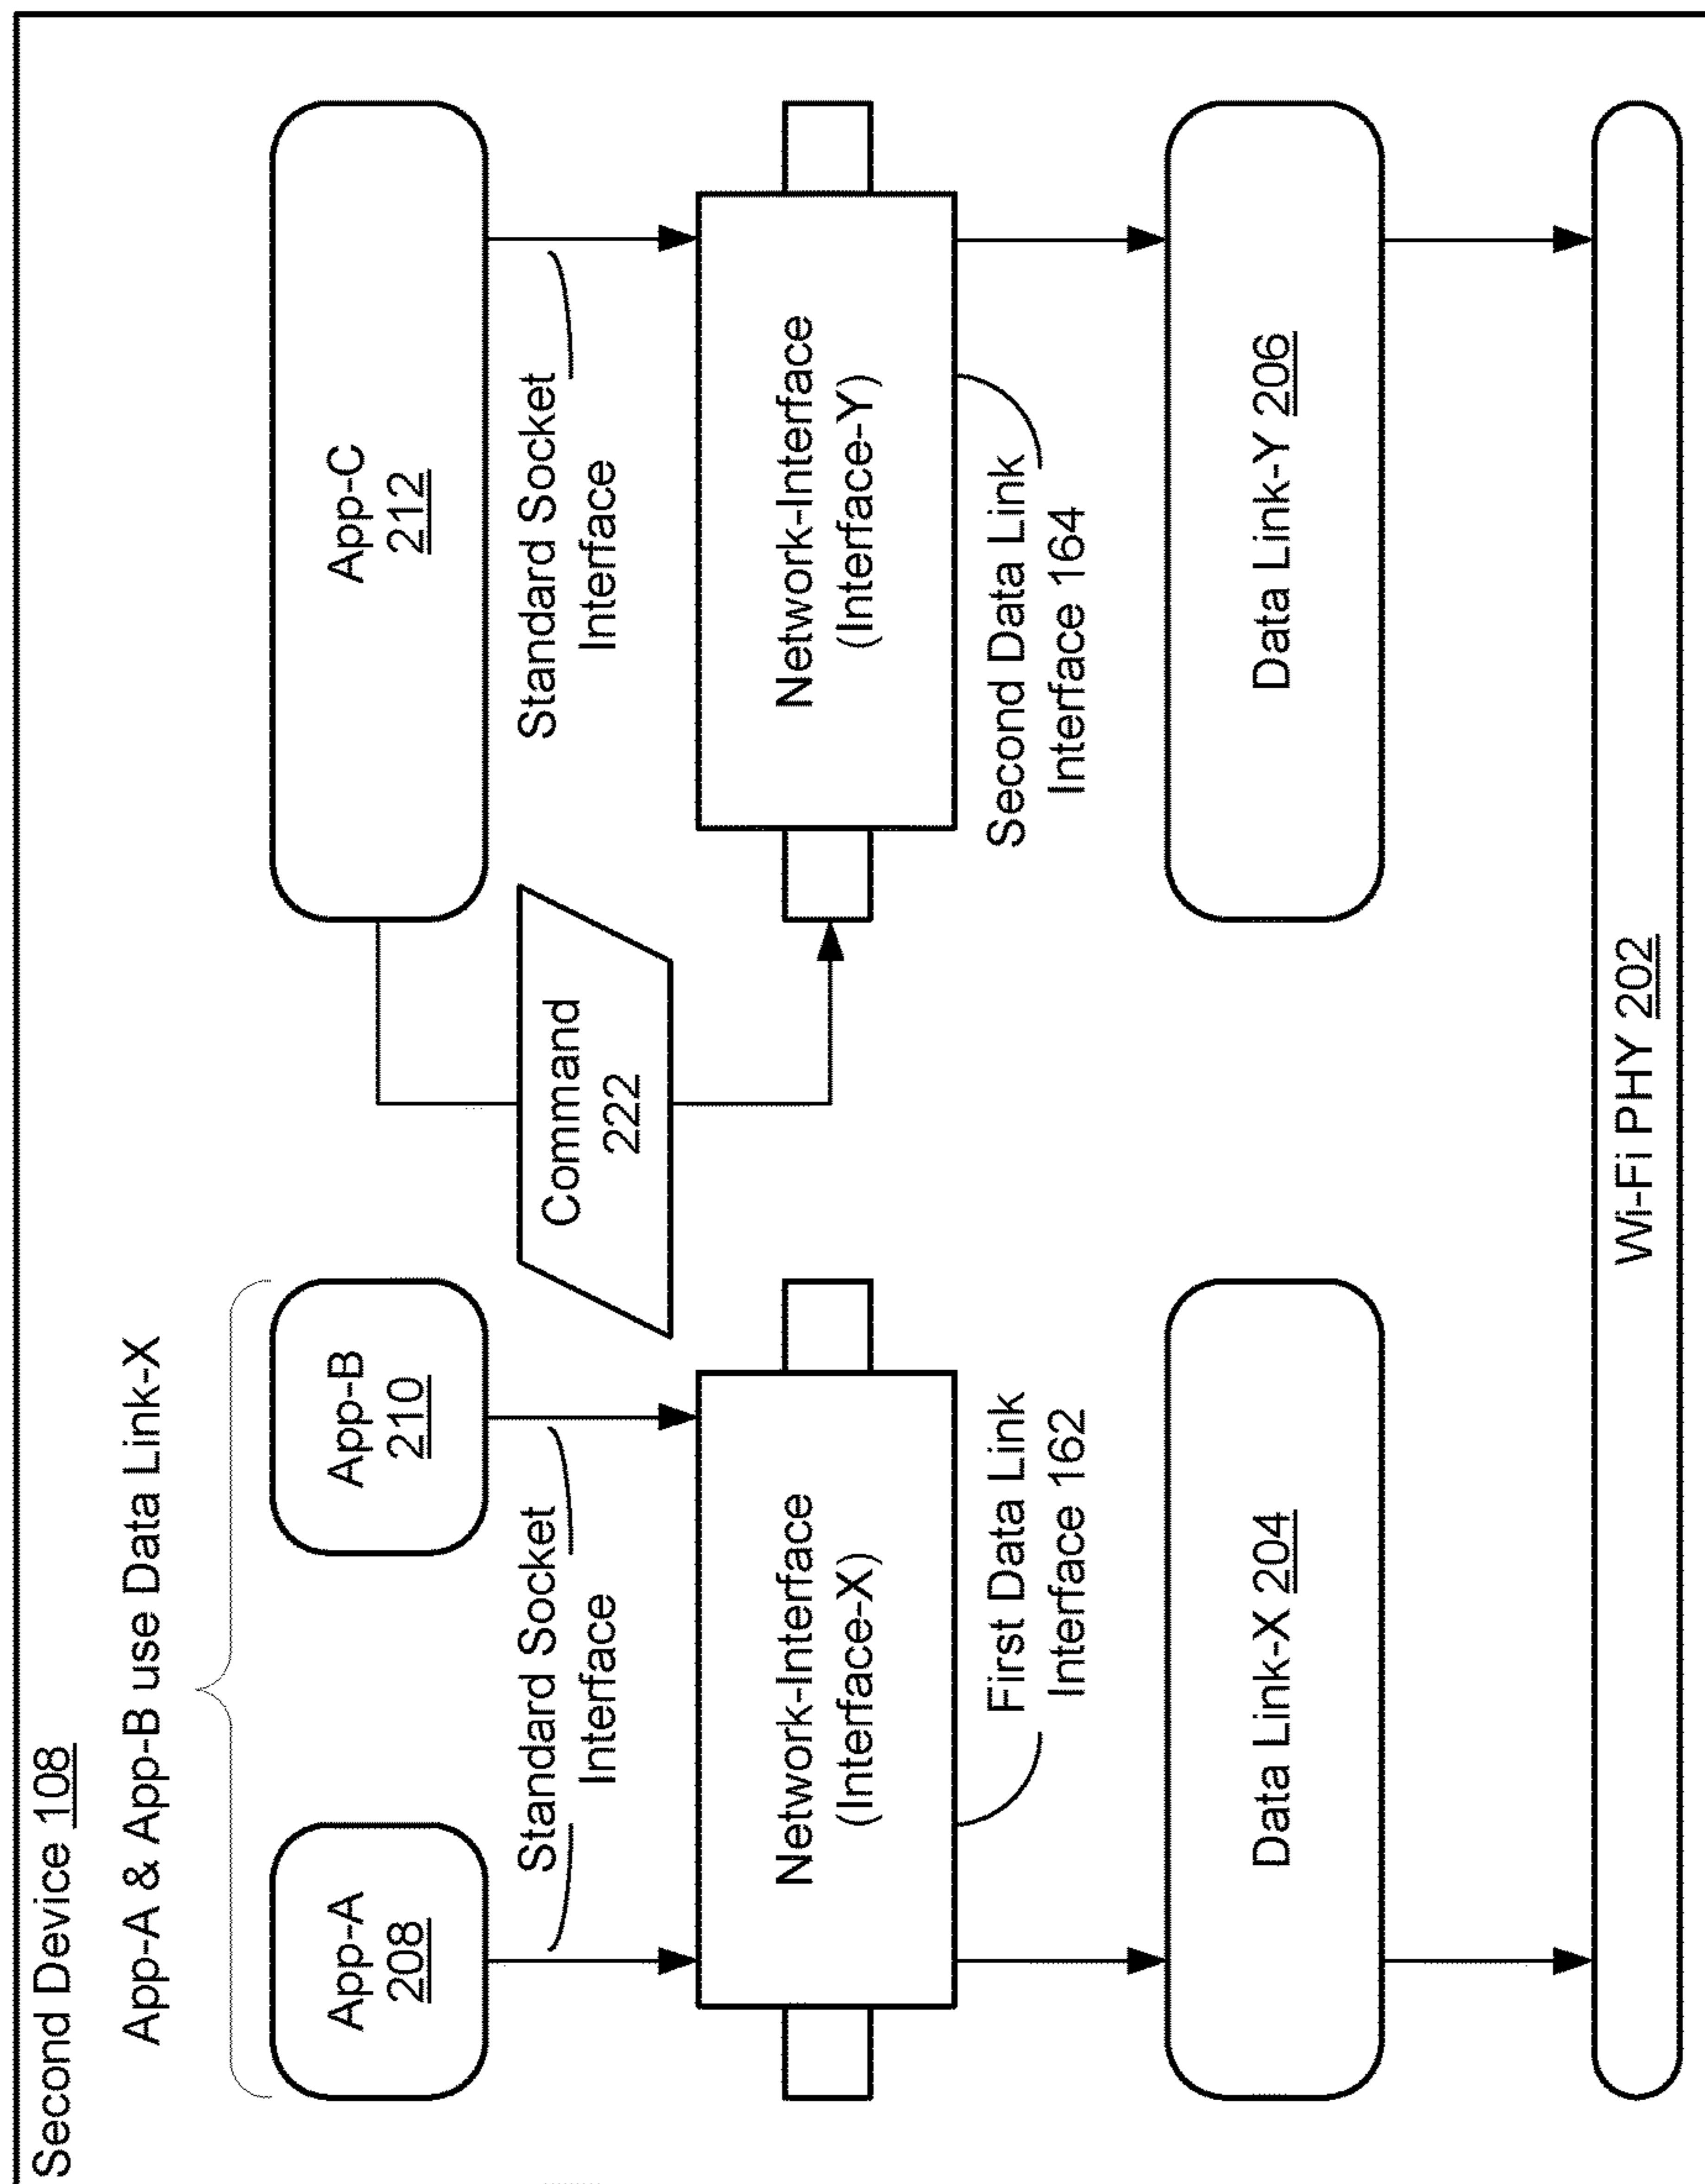 Second Device 108
App-A & App-B use Data Link-X
App-A
208
App-B
210
App-C
212
Standard Socket
Interface
Command
222
Standard Socket
Interface
Network-Interface
(Interface-X)
Network-Interface
(Interface-Y)
First Data Link
Interface 162
Second Data Link
Interface 164
Data Link-X 204
Data Link-Y 206
Wi-Fi PHY 202